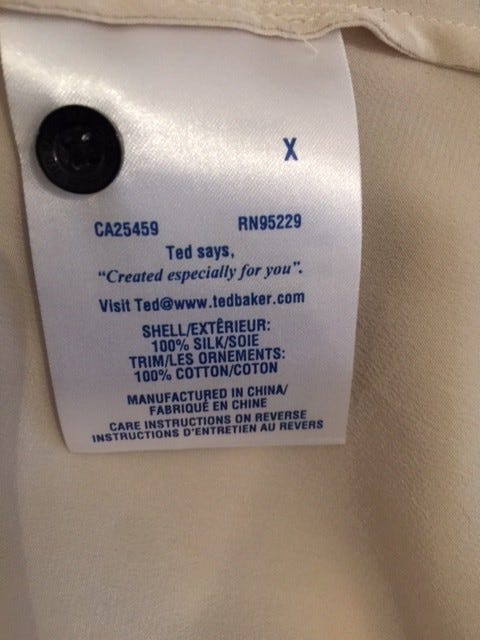 X
CA25459 RN95229
Ted says,
"Created especially for you".
Visit Ted@www.tedbaker.com
SHELL/EXTÉRIEUR:
100% SILK/SOIE
TRIM/LES ORNEMENTS:
100% COTTON/COTON
MANUFACTURED IN CHINA/
FABRIQUÉ EN CHINE
CARE INSTRUCTIONS ON REVERSE
INSTRUCTIONS D'ENTRETIEN AU REVERS